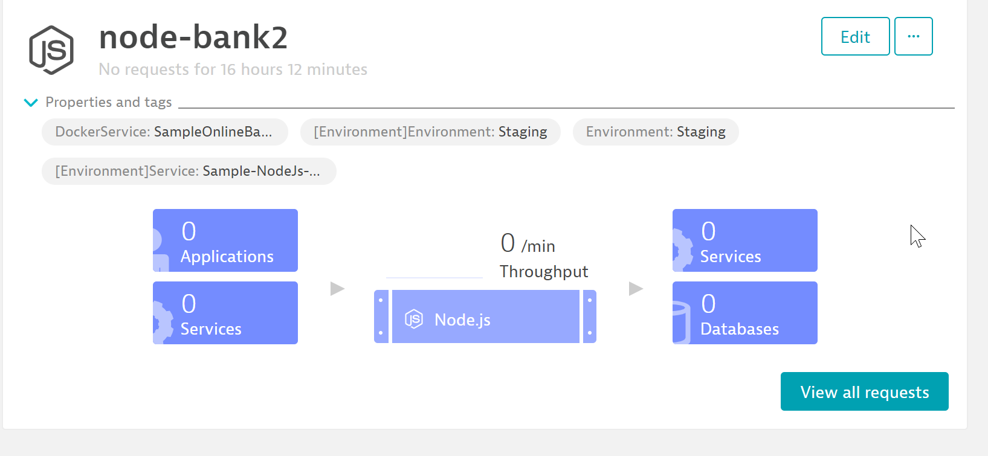 JS
node-bank2
Edit
...
No requests for 16 hours 12 minutes
Properties and tags
DockerService: SampleOnlineBa...
[Environment]Environment: Staging
Environment: Staging
[Environment]Service: Sample-NodeJs-...
0
Applications
0
Services
0 /min
Throughput
JS Node.js
0
Services
0
Databases
View all requests